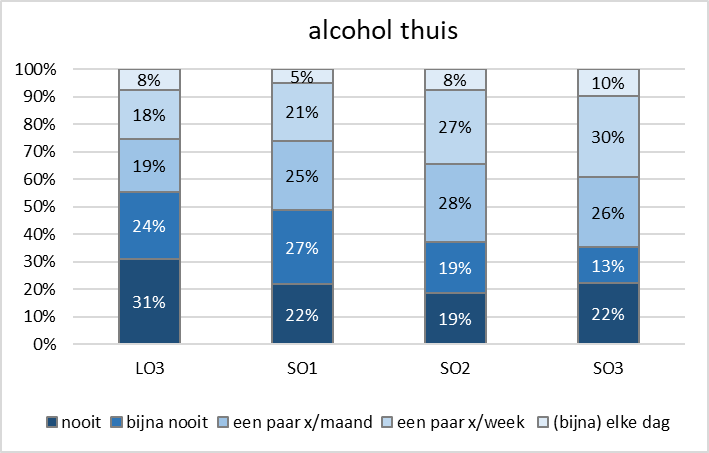 alcohol thuis
100% 8% 5% 8% 10%
90%
80% 18% 21% 27% 30%
70%
60% 19% 25% 28% 26%
50%
40% 24% 27% 19% 13%
30%
20% 31% 22% 19% 22%
10%
0%
LO3 SO1 SO2 SO3
nooit bijna nooit een paar x/maand een paar x/week (bijna) elke dag